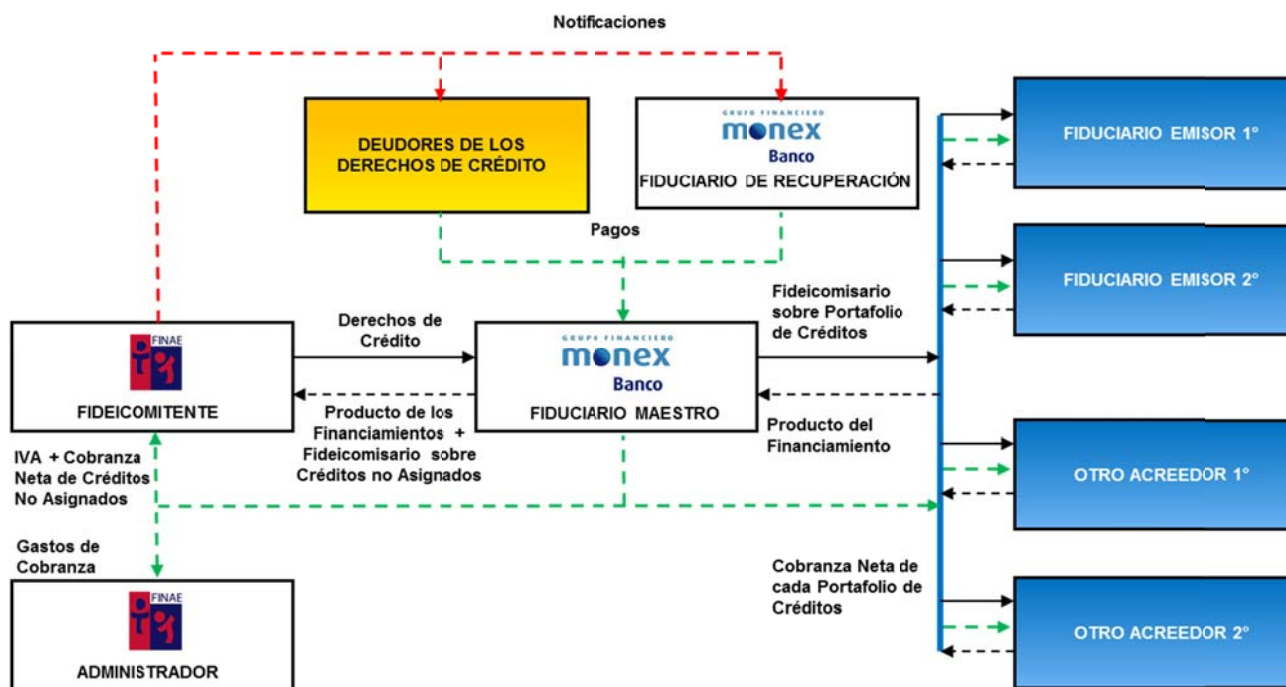 Notificaciones
DEUDORES DE LOS
DERECHOS DE CRÉDITO
GRUPO FINANCIERO
monex
Banco
FIDUCIARIO DE RECUPERACIÓN
FIDUCIARIO EMISOR 1°
Pagos
FIDUCIARIO EMISOR 2°
Fideicomisario
sobre Portafolio
de Créditos
Derechos de
Crédito
FINAE
FIDEICOMITENTE
GRUPO FINANCIERO
monex
Banco
FIDUCIARIO MAESTRO
Producto de los
Financiamientos +
Fideicomisario sobre
Créditos no Asignados
Producto del
Financiamiento
IVA + Cobranza
Neta de Créditos
No Asignados
OTRO ACREEDOR 1°
Gastos de
Cobranza
FINAE
ADMINISTRADOR
Cobranza Neta de
cada Portafolio de
Créditos
OTRO ACREEDOR 2°